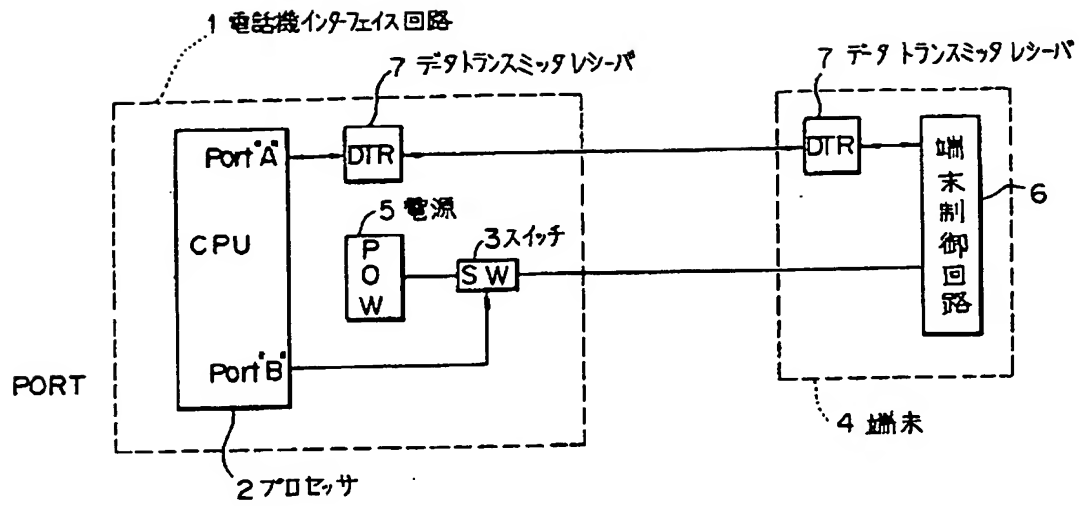 1 電話機インタフェイス回路
7 データトランスミッタレシーバ
7 データトランスミッタレシーバ
Port"A"
DTR
DTR
端末制御回路
6
5 電源
CPU
POW
3 スイッチ
SW
Port"B"
PORT
4 端末
2 プロセッサ